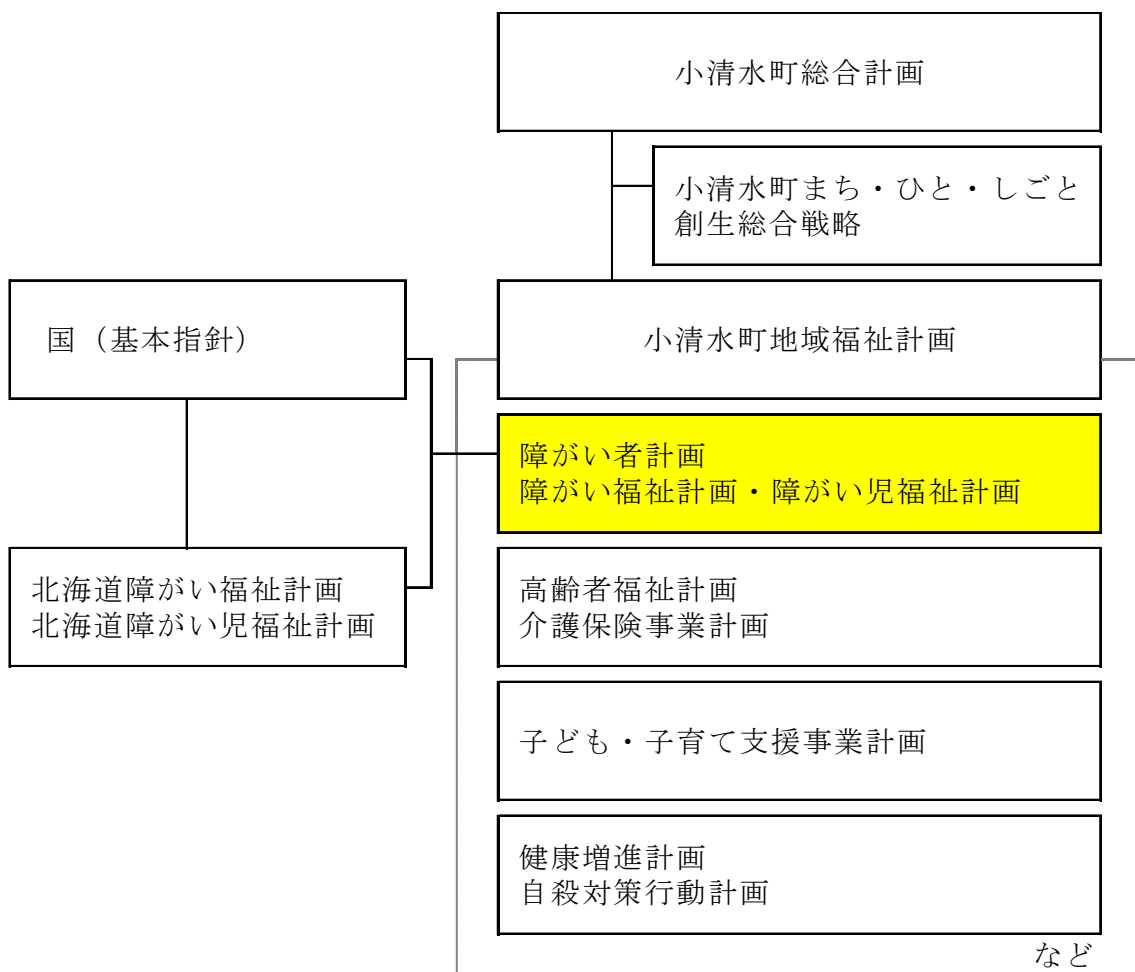 小清水町総合計画
小清水町まち・ひと・しごと
創生総合戦略
国（基本指針）
小清水町地域福祉計画
障がい者計画
障がい福祉計画・障がい児福祉計画
北海道障がい福祉計画
北海道障がい児福祉計画
高齢者福祉計画
介護保険事業計画
子ども・子育て支援事業計画
健康増進計画
自殺対策行動計画
など